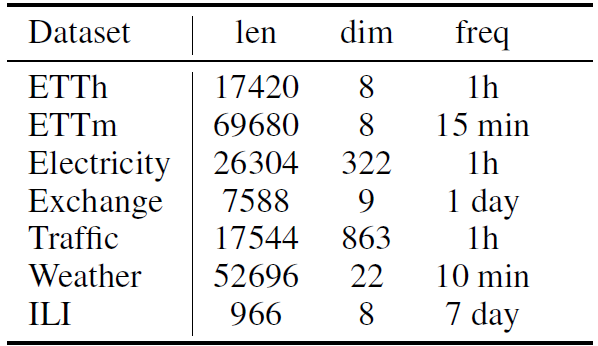 Dataset len dim freq
ETTh 17420 8 1h
ETTm 69680 8 15 min
Electricity 26304 322 1h
Exchange 7588 9 1 day
Traffic 17544 863 1h
Weather 52696 22 10 min
ILI 966 8 7 day